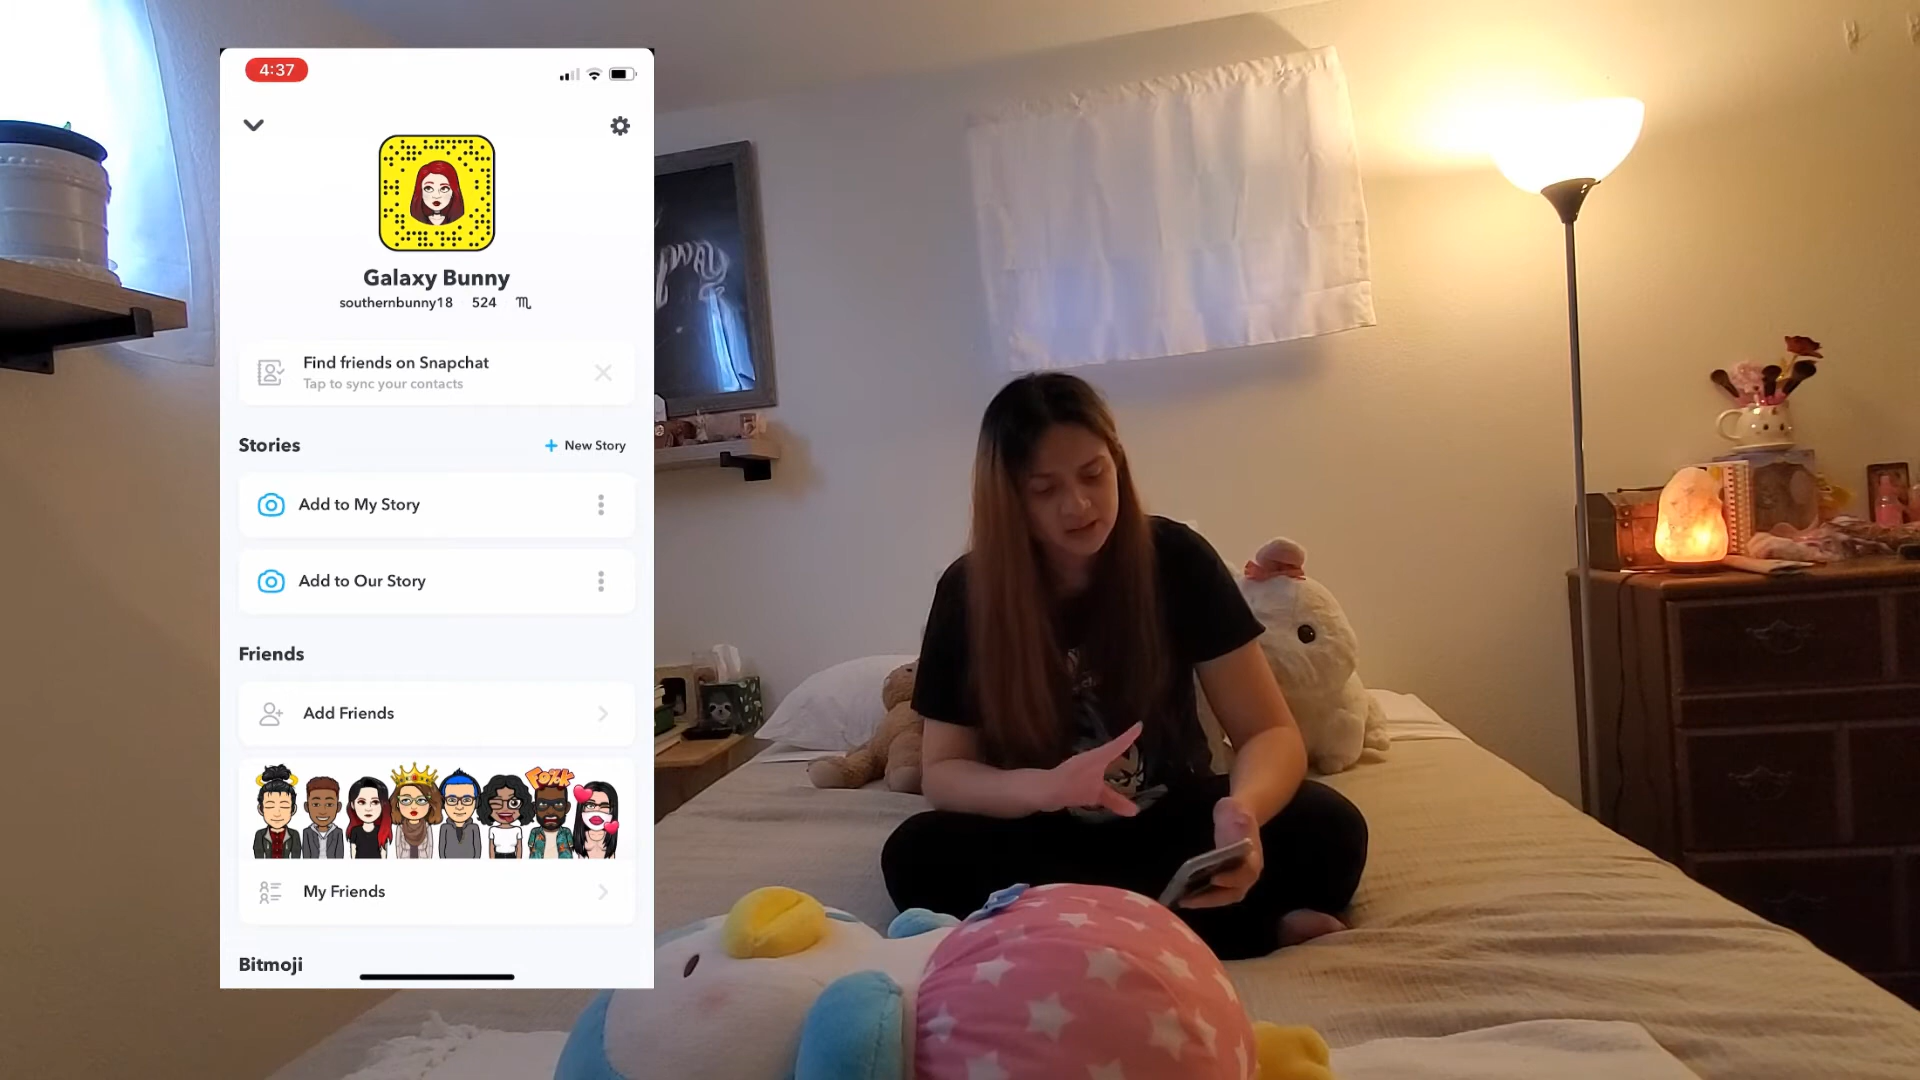 4:37
Galaxy Bunny
southernbunny18 524 ♏
Find friends on Snapchat
Tap to sync your contacts
Stories
+ New Story
Add to My Story
Add to Our Story
Friends
Add Friends
My Friends
Bitmoji